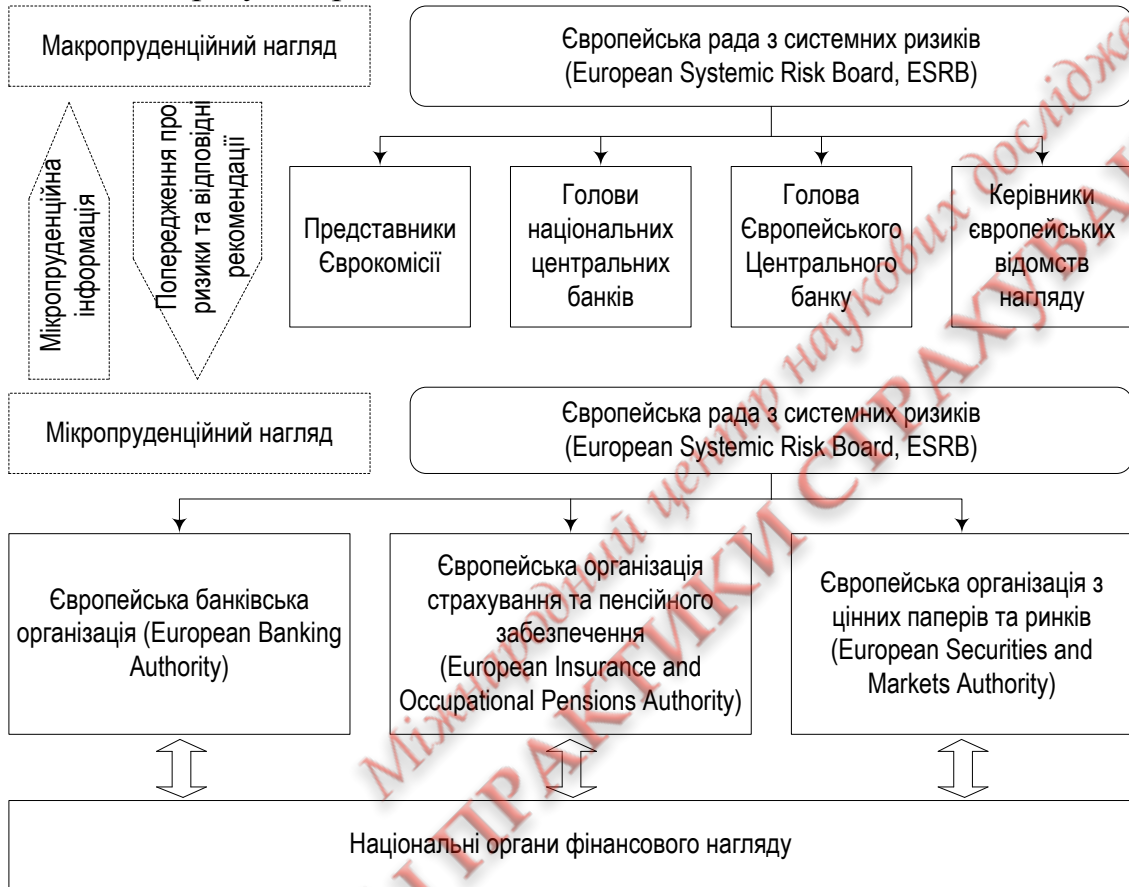 Макропруденційний нагляд
Європейська рада з системних ризиків
(European Systemic Risk Board, ESRB)
Мікропруденційна
інформація
Попередження про
ризики та відповідні
рекомендації
Представники
Єврокомісії
Голови
національних
центральних
банків
Голова
Європейського
Центрального
банку
Керівники
європейських
відомств
нагляду
Мікропруденційний нагляд
Європейська рада з системних ризиків
(European Systemic Risk Board, ESRB)
Європейська банківська
організація (European Banking
Authority)
Європейська організація
страхування та пенсійного
забезпечення
(European Insurance and
Occupational Pensions Authority)
Європейська організація з
цінних паперів та ринків
(European Securities and
Markets Authority)
Національні органи фінансового нагляду
Міжнародний центр наукових
ПРАКТИКИ